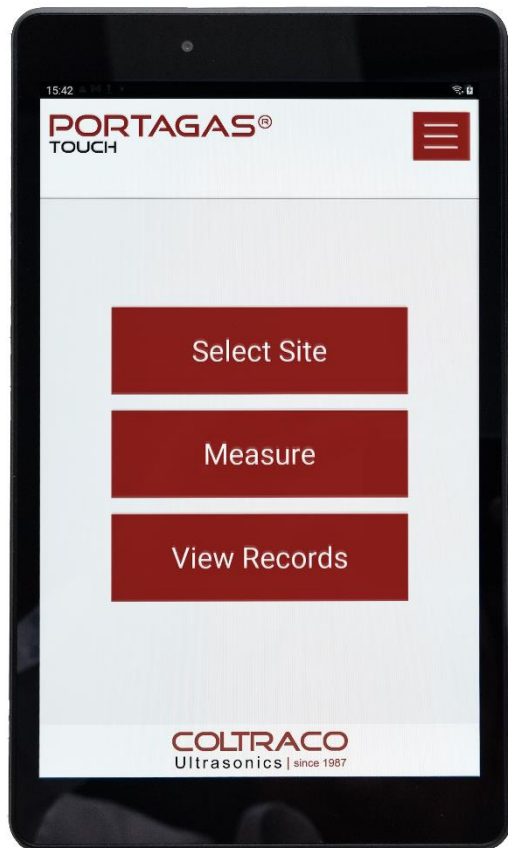 15:42
PORTAGAS®
TOUCH
Select Site
Measure
View Records
COLTRACO
Ultrasonics | since 1987